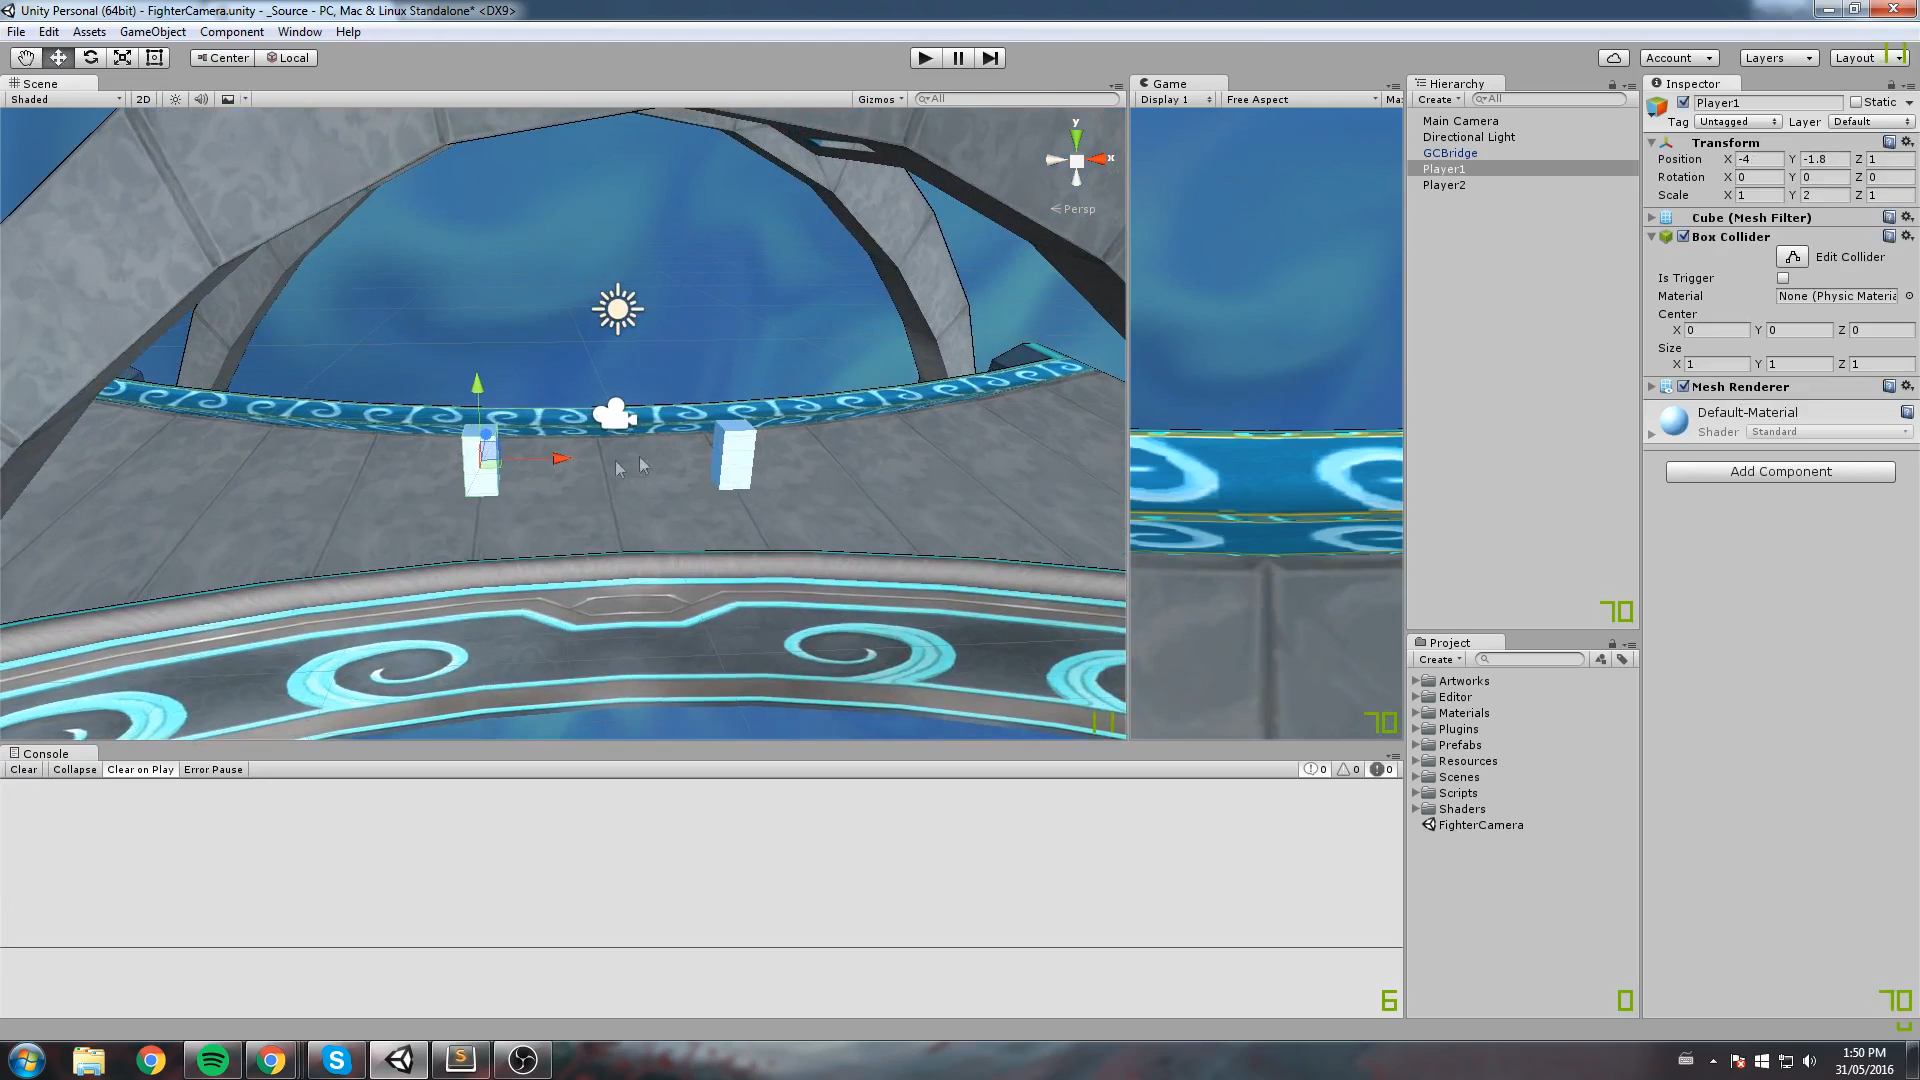 Unity Personal (64bit) - FighterCamera.unity - _Source - PC, Mac & Linux Standalone* <DX9>
File Edit Assets GameObject Component Window Help
Center Local
Account Layers Layout
Scene
Shaded 2D Gizmos All
y
x
Persp
Game
Display 1 Free Aspect Ma
Hierarchy
Create All
Main Camera
Directional Light
GCBridge
Player1
Player2
Inspector
Player1 Static
Tag Untagged Layer Default
Transform
Position X -4 Y -1.8 Z 1
Rotation X 0 Y 0 Z 0
Scale X 1 Y 2 Z 1
Cube (Mesh Filter)
Box Collider
Edit Collider
Is Trigger
Material None (Physic Materia
Center
X 0 Y 0 Z 0
Size
X 1 Y 1 Z 1
Mesh Renderer
Default-Material
Shader Standard
Add Component
70
70
Project
Create
Artworks
Editor
Materials
Plugins
Prefabs
Resources
Scenes
Scripts
Shaders
FighterCamera
Console
Clear Collapse Clear on Play Error Pause 0 0 0
6
0
70
1:50 PM
31/05/2016